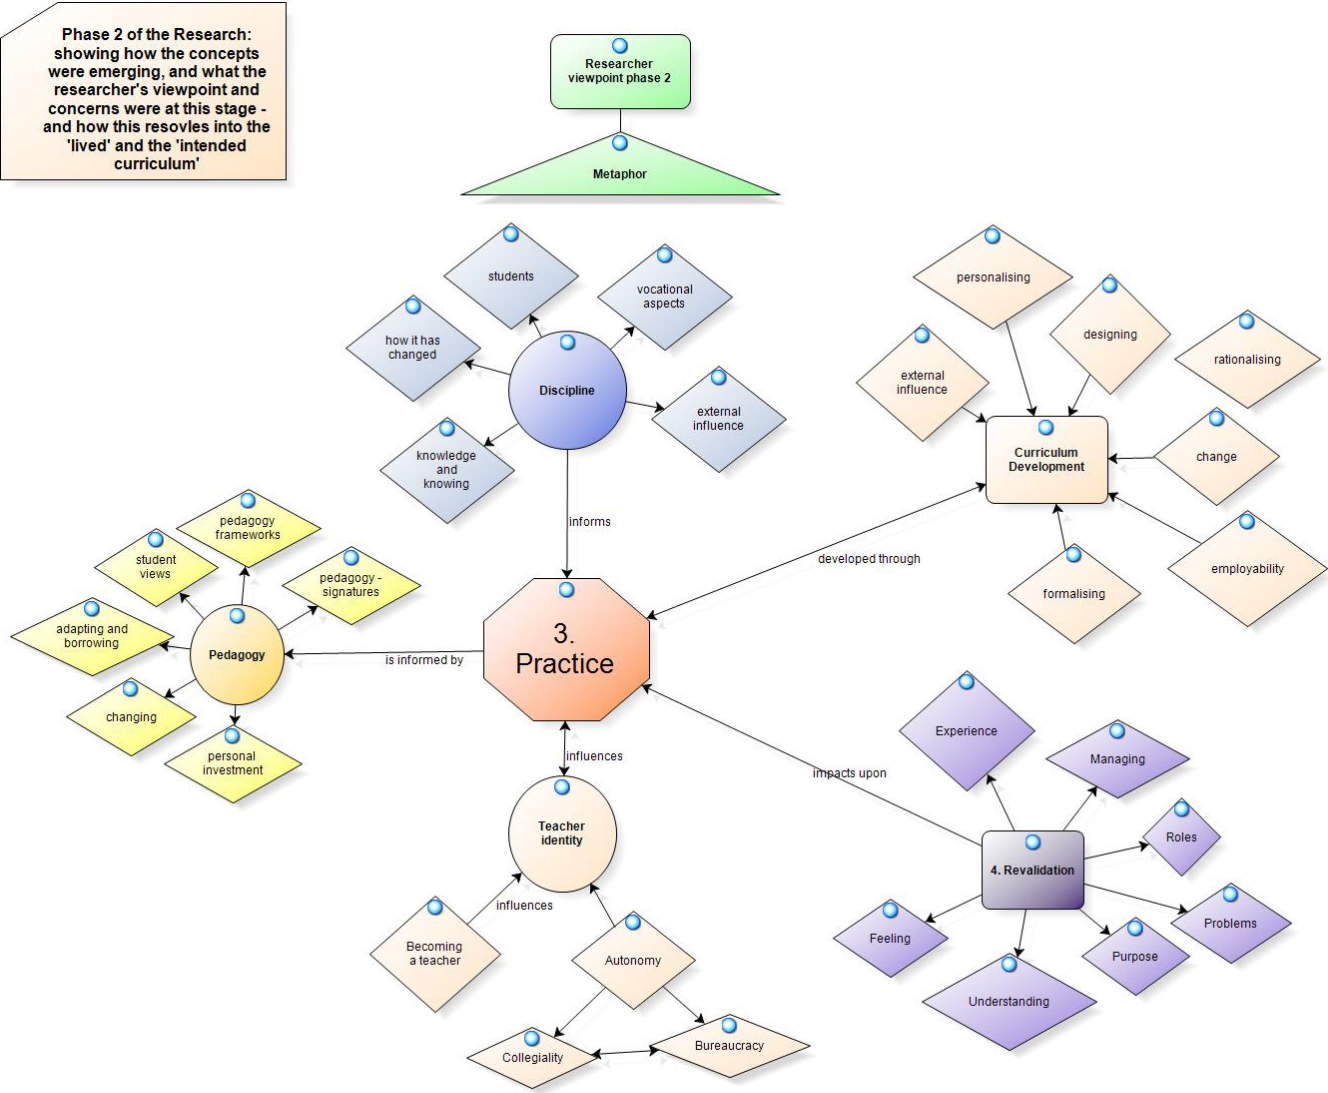 Phase 2 of the Research:
showing how the concepts
were emerging, and what the
researcher's viewpoint and
concerns were at this stage -
and how this resovles into the
'lived' and the 'intended
curriculum'
Researcher
viewpoint phase 2
Metaphor
students
vocational
aspects
how it has
changed
Discipline
external
influence
knowledge
and
knowing
informs
personalising
designing
rationalising
external
influence
Curriculum
Development
change
employability
formalising
developed through
pedagogy
frameworks
student
views
pedagogy -
signatures
adapting and
borrowing
Pedagogy
changing
personal
investment
is informed by
3.
Practice
influences
Teacher
identity
influences
Becoming
a teacher
Autonomy
Collegiality
Bureaucracy
impacts upon
Experience
Managing
Roles
4. Revalidation
Problems
Feeling
Purpose
Understanding